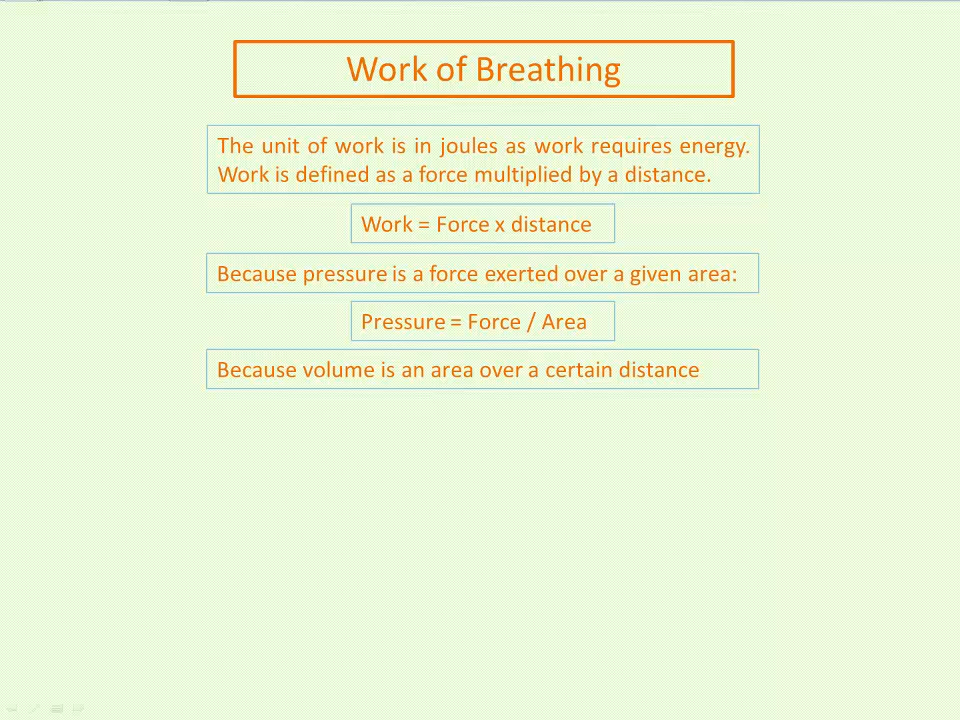 Work of Breathing
The unit of work is in joules as work requires energy.
Work is defined as a force multiplied by a distance.
Work = Force x distance
Because pressure is a force exerted over a given area:
Pressure = Force / Area
Because volume is an area over a certain distance